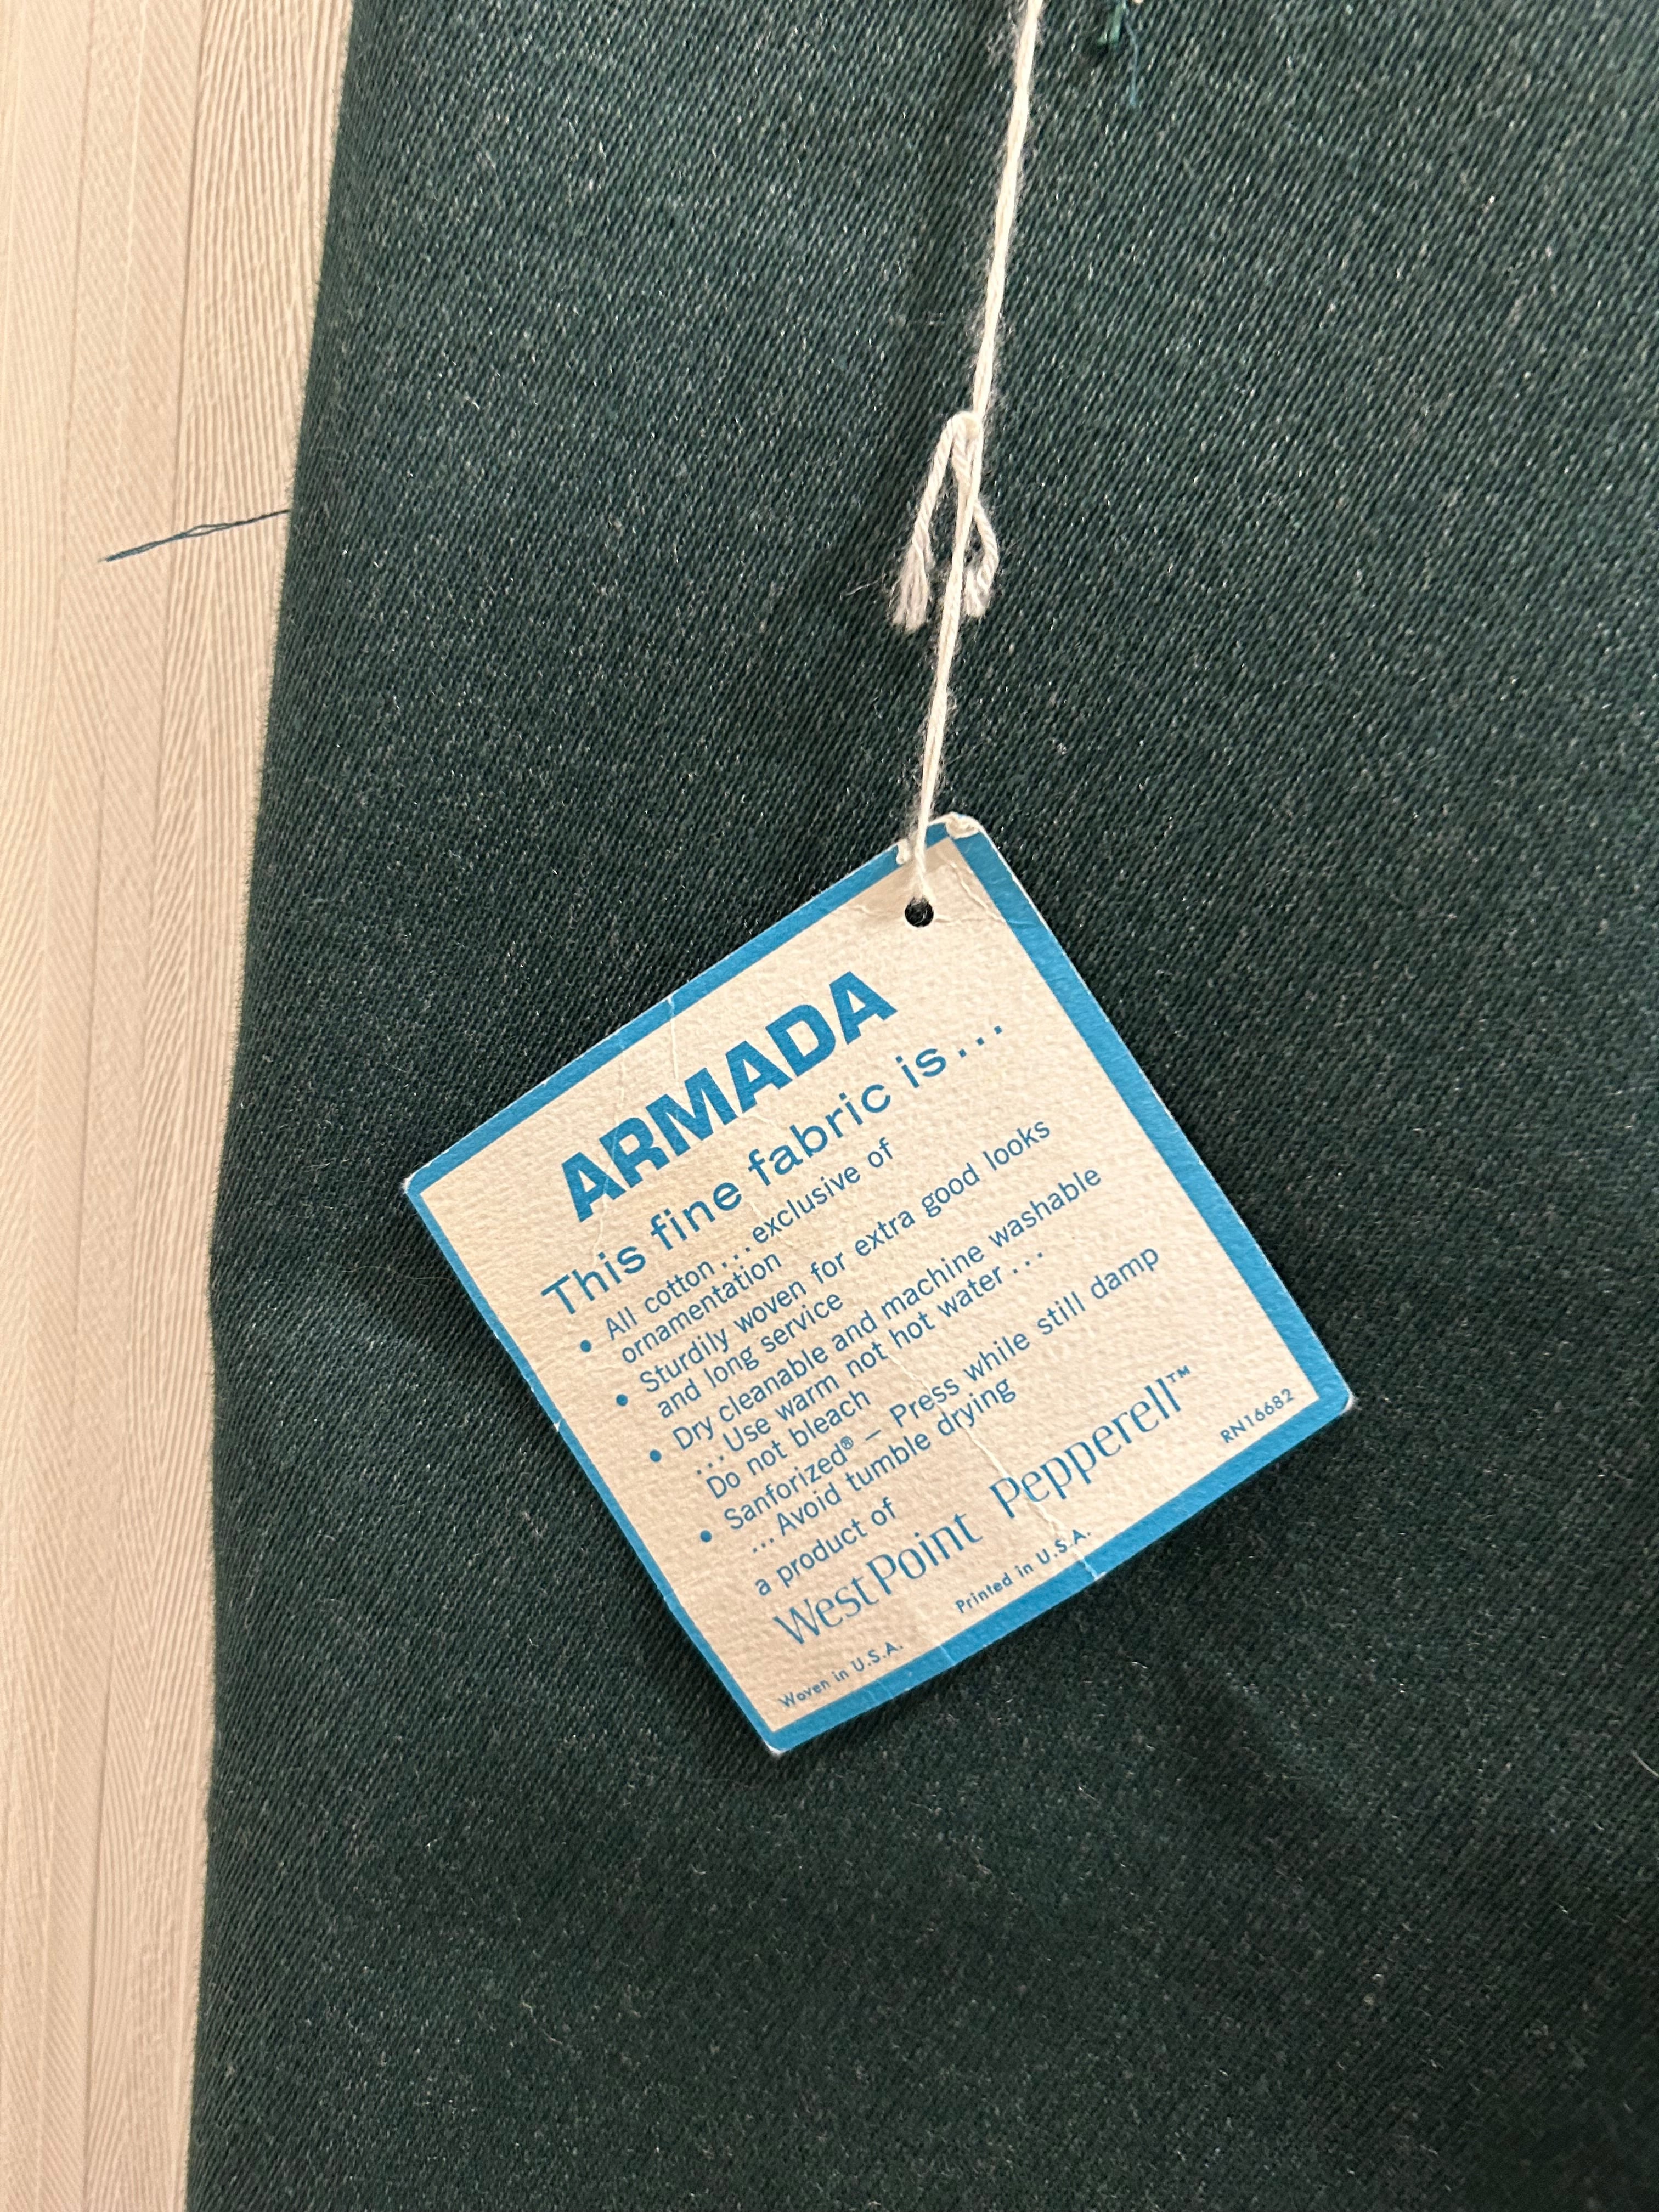 ARMADA
This fine fabric is...
• All cotton...exclusive of
ornamentation
• Sturdily woven for extra good looks
and long service
• Dry cleanable and machine washable
...Use warm not hot water...
Do not bleach
• Sanforized® – Press while still damp
...Avoid tumble drying
a product of
WestPoint Pepperell™
Woven in U.S.A. Printed in U.S.A. RN16682